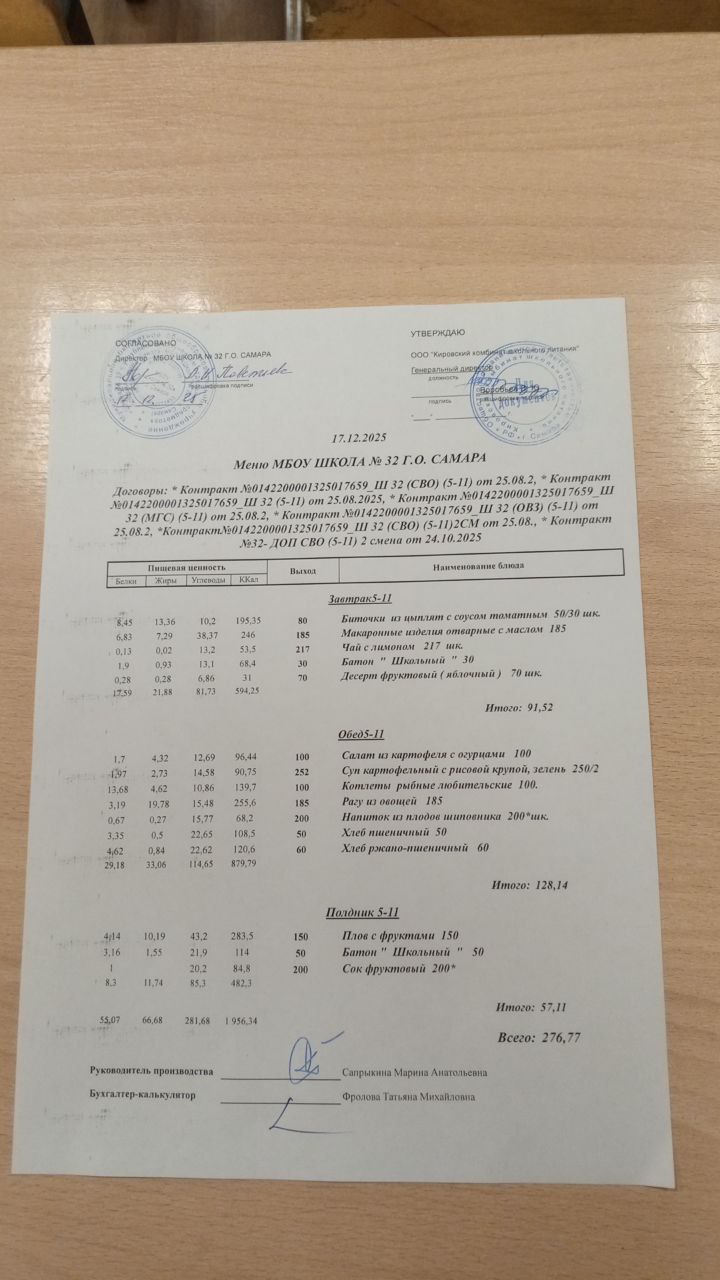 СОГЛАСОВАНО
Директор МБОУ ШКОЛА № 32 Г.О. САМАРА
расшифровка подписи
17 12 25
УТВЕРЖДАЮ
ООО "Кировский комбинат школьного питания"
Генеральный директор
должность
подпись
17.12.2025
Меню МБОУ ШКОЛА № 32 Г.О. САМАРА
Договоры: * Контракт №0142200001325017659_Ш 32 (СВО) (5-11) от 25.08.2, * Контракт
№0142200001325017659_Ш 32 (5-11) от 25.08.2025, * Контракт №0142200001325017659_Ш
32 (МГС) (5-11) от 25.08.2, * Контракт №0142200001325017659_Ш 32 (ОВЗ) (5-11) от
25.08.2, *Контракт№0142200001325017659_Ш 32 (СВО) (5-11)2СМ от 25.08., * Контракт
№32- ДОП СВО (5-11) 2 смена от 24.10.2025
Пищевая ценность Выход Наименование блюда
Белки Жиры Углеводы ККал
Завтрак5-11
8,45 13,36 10,2 195,35 80 Биточки из цыплят с соусом томатным 50/30 шк.
6,83 7,29 38,37 246 185 Макаронные изделия отварные с маслом 185
0,13 0,02 13,2 53,5 217 Чай с лимоном 217 шк.
1,9 0,93 13,1 68,4 30 Батон " Школьный " 30
0,28 0,28 6,86 31 70 Десерт фруктовый ( яблочный ) 70 шк.
17,59 21,88 81,73 594,25
Итого: 91,52
Обед5-11
1,7 4,32 12,69 96,44 100 Салат из картофеля с огурцами 100
1,97 2,73 14,58 90,75 252 Суп картофельный с рисовой крупой, зелень 250/2
13,68 4,62 10,86 139,7 100 Котлеты рыбные любительские 100.
3,19 19,78 15,48 255,6 185 Рагу из овощей 185
0,67 0,27 15,77 68,2 200 Напиток из плодов шиповника 200*шк.
3,35 0,5 22,65 108,5 50 Хлеб пшеничный 50
4,62 0,84 22,62 120,6 60 Хлеб ржано-пшеничный 60
29,18 33,06 114,65 879,79
Итого: 128,14
Полдник 5-11
4,14 10,19 43,2 283,5 150 Плов с фруктами 150
3,16 1,55 21,9 114 50 Батон " Школьный " 50
1 20,2 84,8 200 Сок фруктовый 200*
8,3 11,74 85,3 482,3
Итого: 57,11
55,07 66,68 281,68 1 956,34
Всего: 276,77
Руководитель производства Сапрыкина Марина Анатольевна
Бухгалтер-калькулятор Фролова Татьяна Михайловна